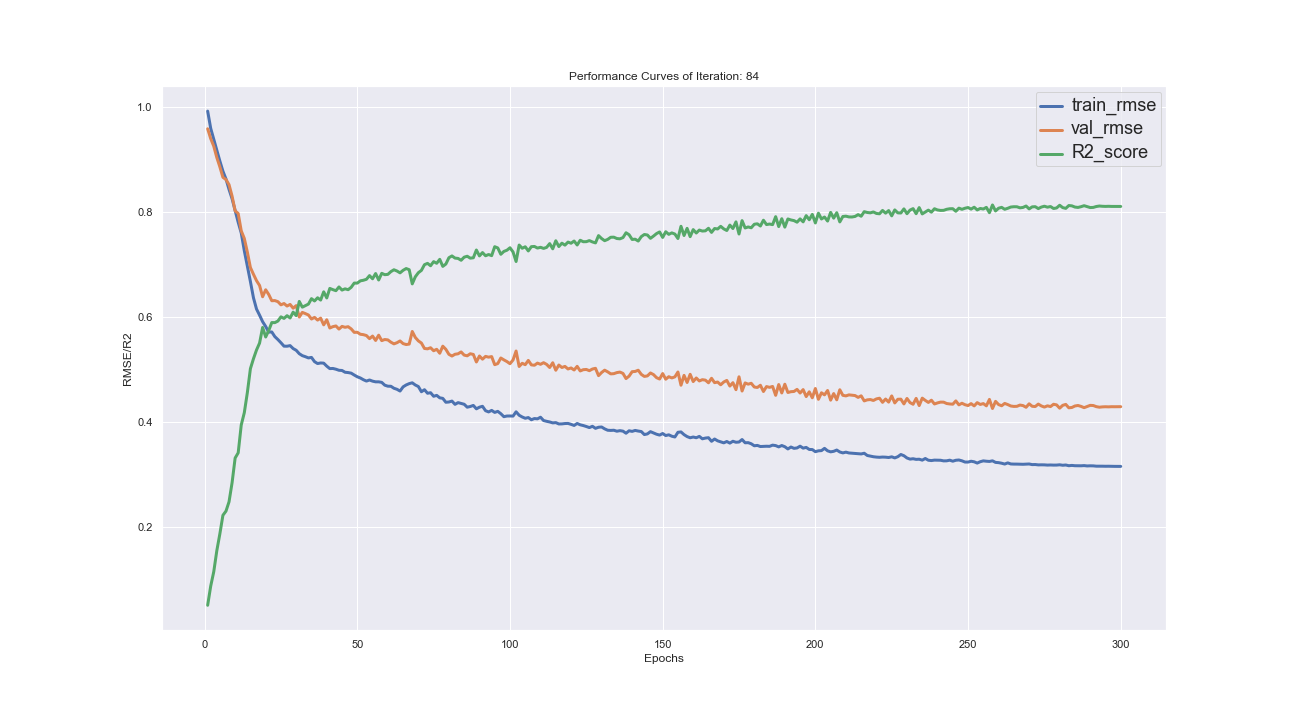 Performance Curves of Iteration: 84
train_rmse
val_rmse
R2_score
1.0
0.8
0.6
0.4
0.2
RMSE/R2
0
50
100
150
200
250
300
Epochs